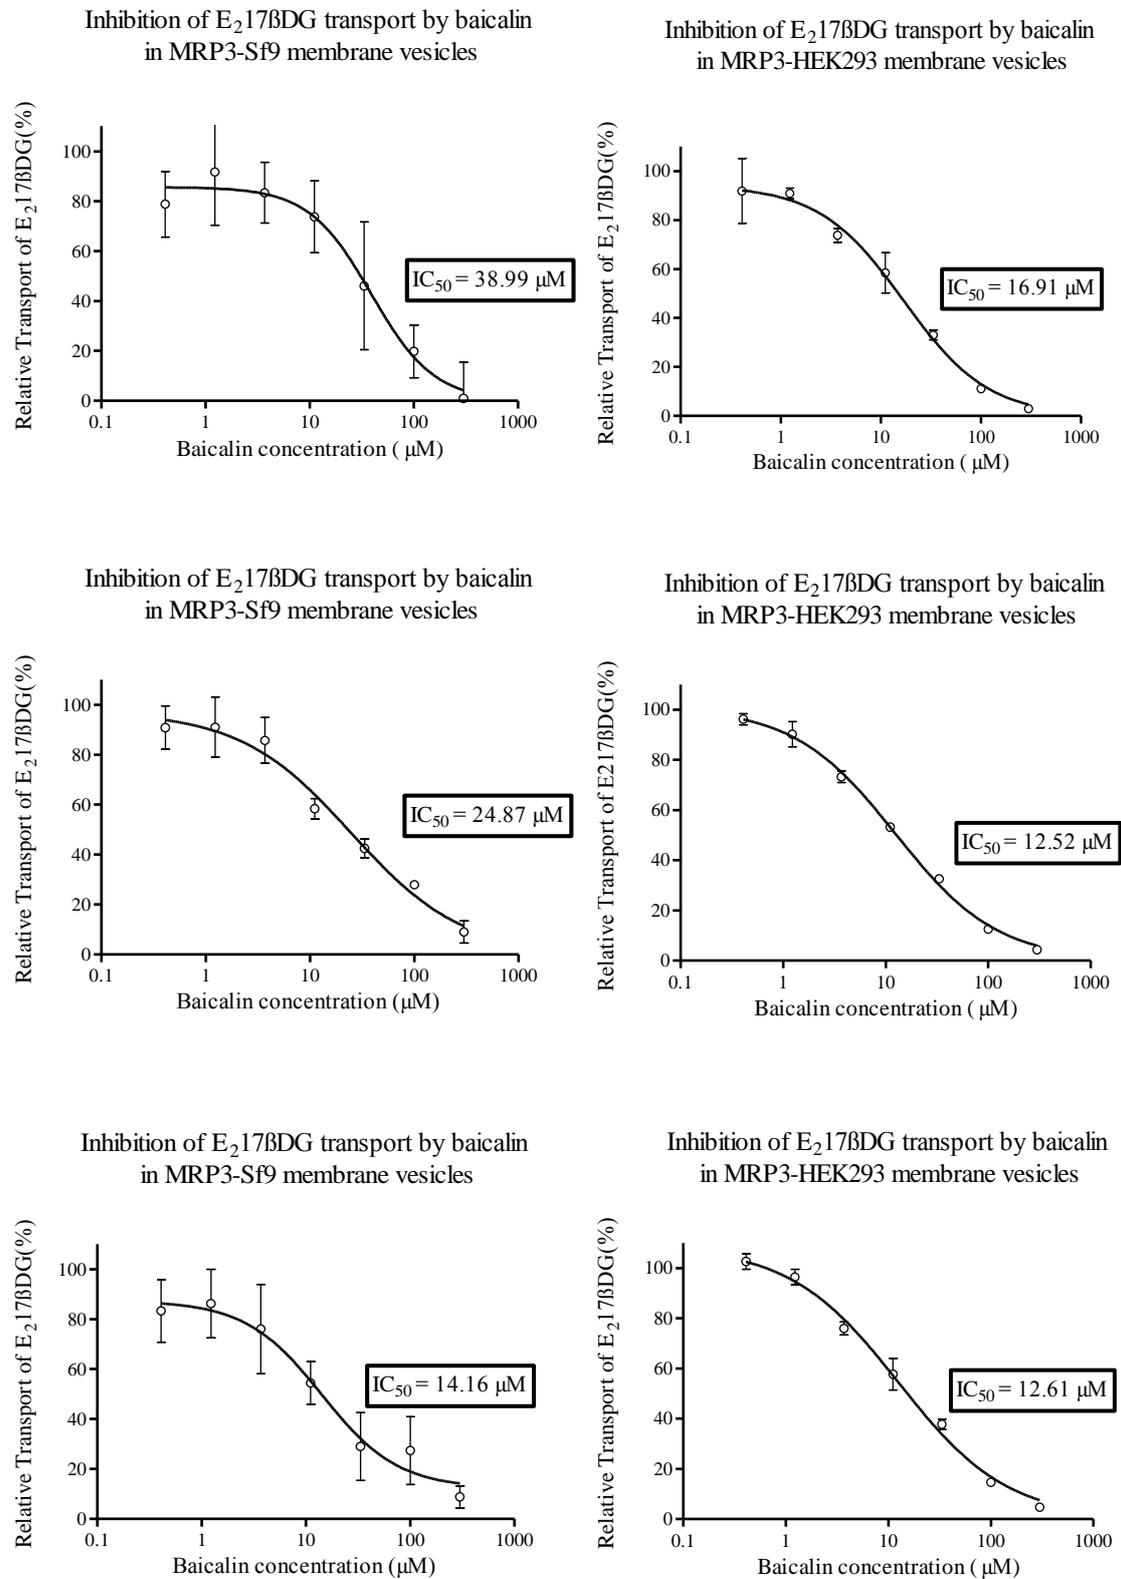 Inhibition of E₂17ßDG transport by baicalin
in MRP3-Sf9 membrane vesicles
Relative Transport of E₂17ßDG(%)
100
80
60
40
20
0
IC₅₀ = 38.99 µM
0.1 1 10 100 1000
Baicalin concentration ( µM)
Inhibition of E₂17ßDG transport by baicalin
in MRP3-HEK293 membrane vesicles
Relative Transport of E₂17ßDG(%)
100
80
60
40
20
0
IC₅₀ = 16.91 µM
0.1 1 10 100 1000
Baicalin concentration ( µM)
Inhibition of E₂17ßDG transport by baicalin
in MRP3-Sf9 membrane vesicles
Relative Transport of E₂17ßDG(%)
100
80
60
40
20
0
IC₅₀ = 24.87 µM
0.1 1 10 100 1000
Baicalin concentration (µM)
Inhibition of E₂17ßDG transport by baicalin
in MRP3-HEK293 membrane vesicles
Relative Transport of E217ßDG(%)
100
80
60
40
20
0
IC₅₀ = 12.52 µM
0.1 1 10 100 1000
Baicalin concentration ( µM)
Inhibition of E₂17ßDG transport by baicalin
in MRP3-Sf9 membrane vesicles
Relative Transport of E₂17ßDG(%)
100
80
60
40
20
0
IC₅₀ = 14.16 µM
0.1 1 10 100 1000
Baicalin concentration ( µM)
Inhibition of E₂17ßDG transport by baicalin
in MRP3-HEK293 membrane vesicles
Relative Transport of E₂17ßDG(%)
100
80
60
40
20
0
IC₅₀ = 12.61 µM
0.1 1 10 100 1000
Baicalin concentration ( µM)